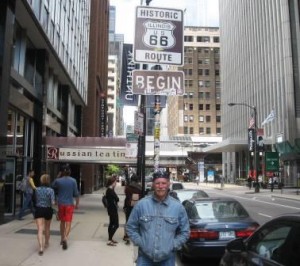 HISTORIC
ILLINOIS
US
66
ROUTE
BEGIN
Russian tea time